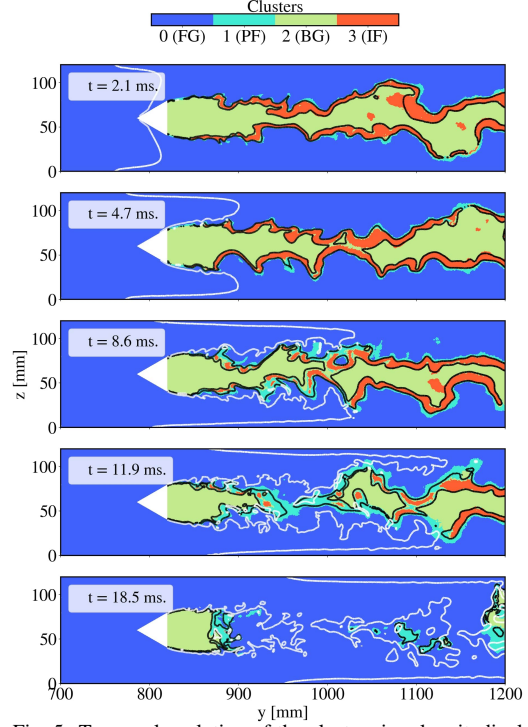 Clusters
0 (FG) 1 (PF) 2 (BG) 3 (IF)
100
50
0
t = 2.1 ms.
100
50
0
t = 4.7 ms.
100
50
0
t = 8.6 ms.
z [mm]
100
50
0
t = 11.9 ms.
100
50
0
t = 18.5 ms.
700 800 900 1000 1100 1200
y [mm]